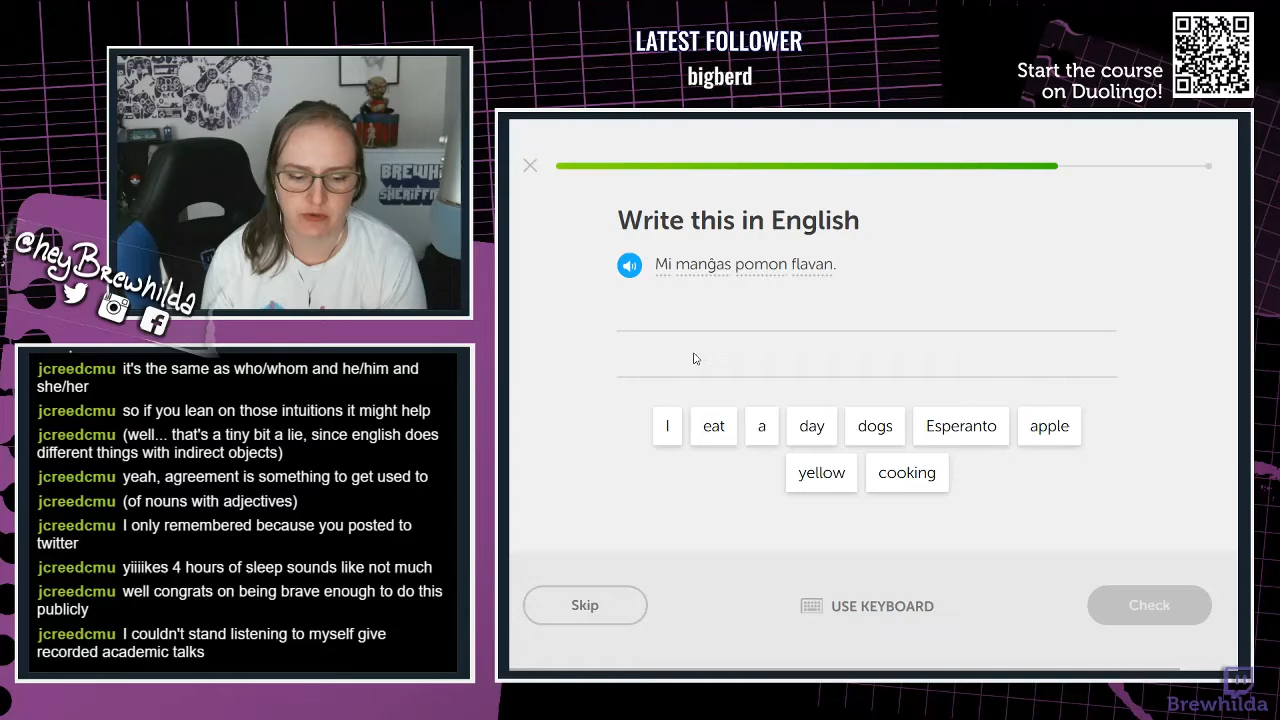 LATEST FOLLOWER
bigberd
Start the course
on Duolingo!
BREWHI
SHERIFFM
@heyBrewhilda
jcreedcmu it's the same as who/whom and he/him and
she/her
jcreedcmu so if you lean on those intuitions it might help
jcreedcmu (well... that's a tiny bit a lie, since english does
different things with indirect objects)
jcreedcmu yeah, agreement is something to get used to
jcreedcmu (of nouns with adjectives)
jcreedcmu I only remembered because you posted to
twitter
jcreedcmu yiiiikes 4 hours of sleep sounds like not much
jcreedcmu well congrats on being brave enough to do this
publicly
jcreedcmu I couldn't stand listening to myself give
recorded academic talks
Write this in English
Mi manĝas pomon flavan.
I eat a day dogs Esperanto apple
yellow cooking
Skip
USE KEYBOARD
Check
Brewhilda